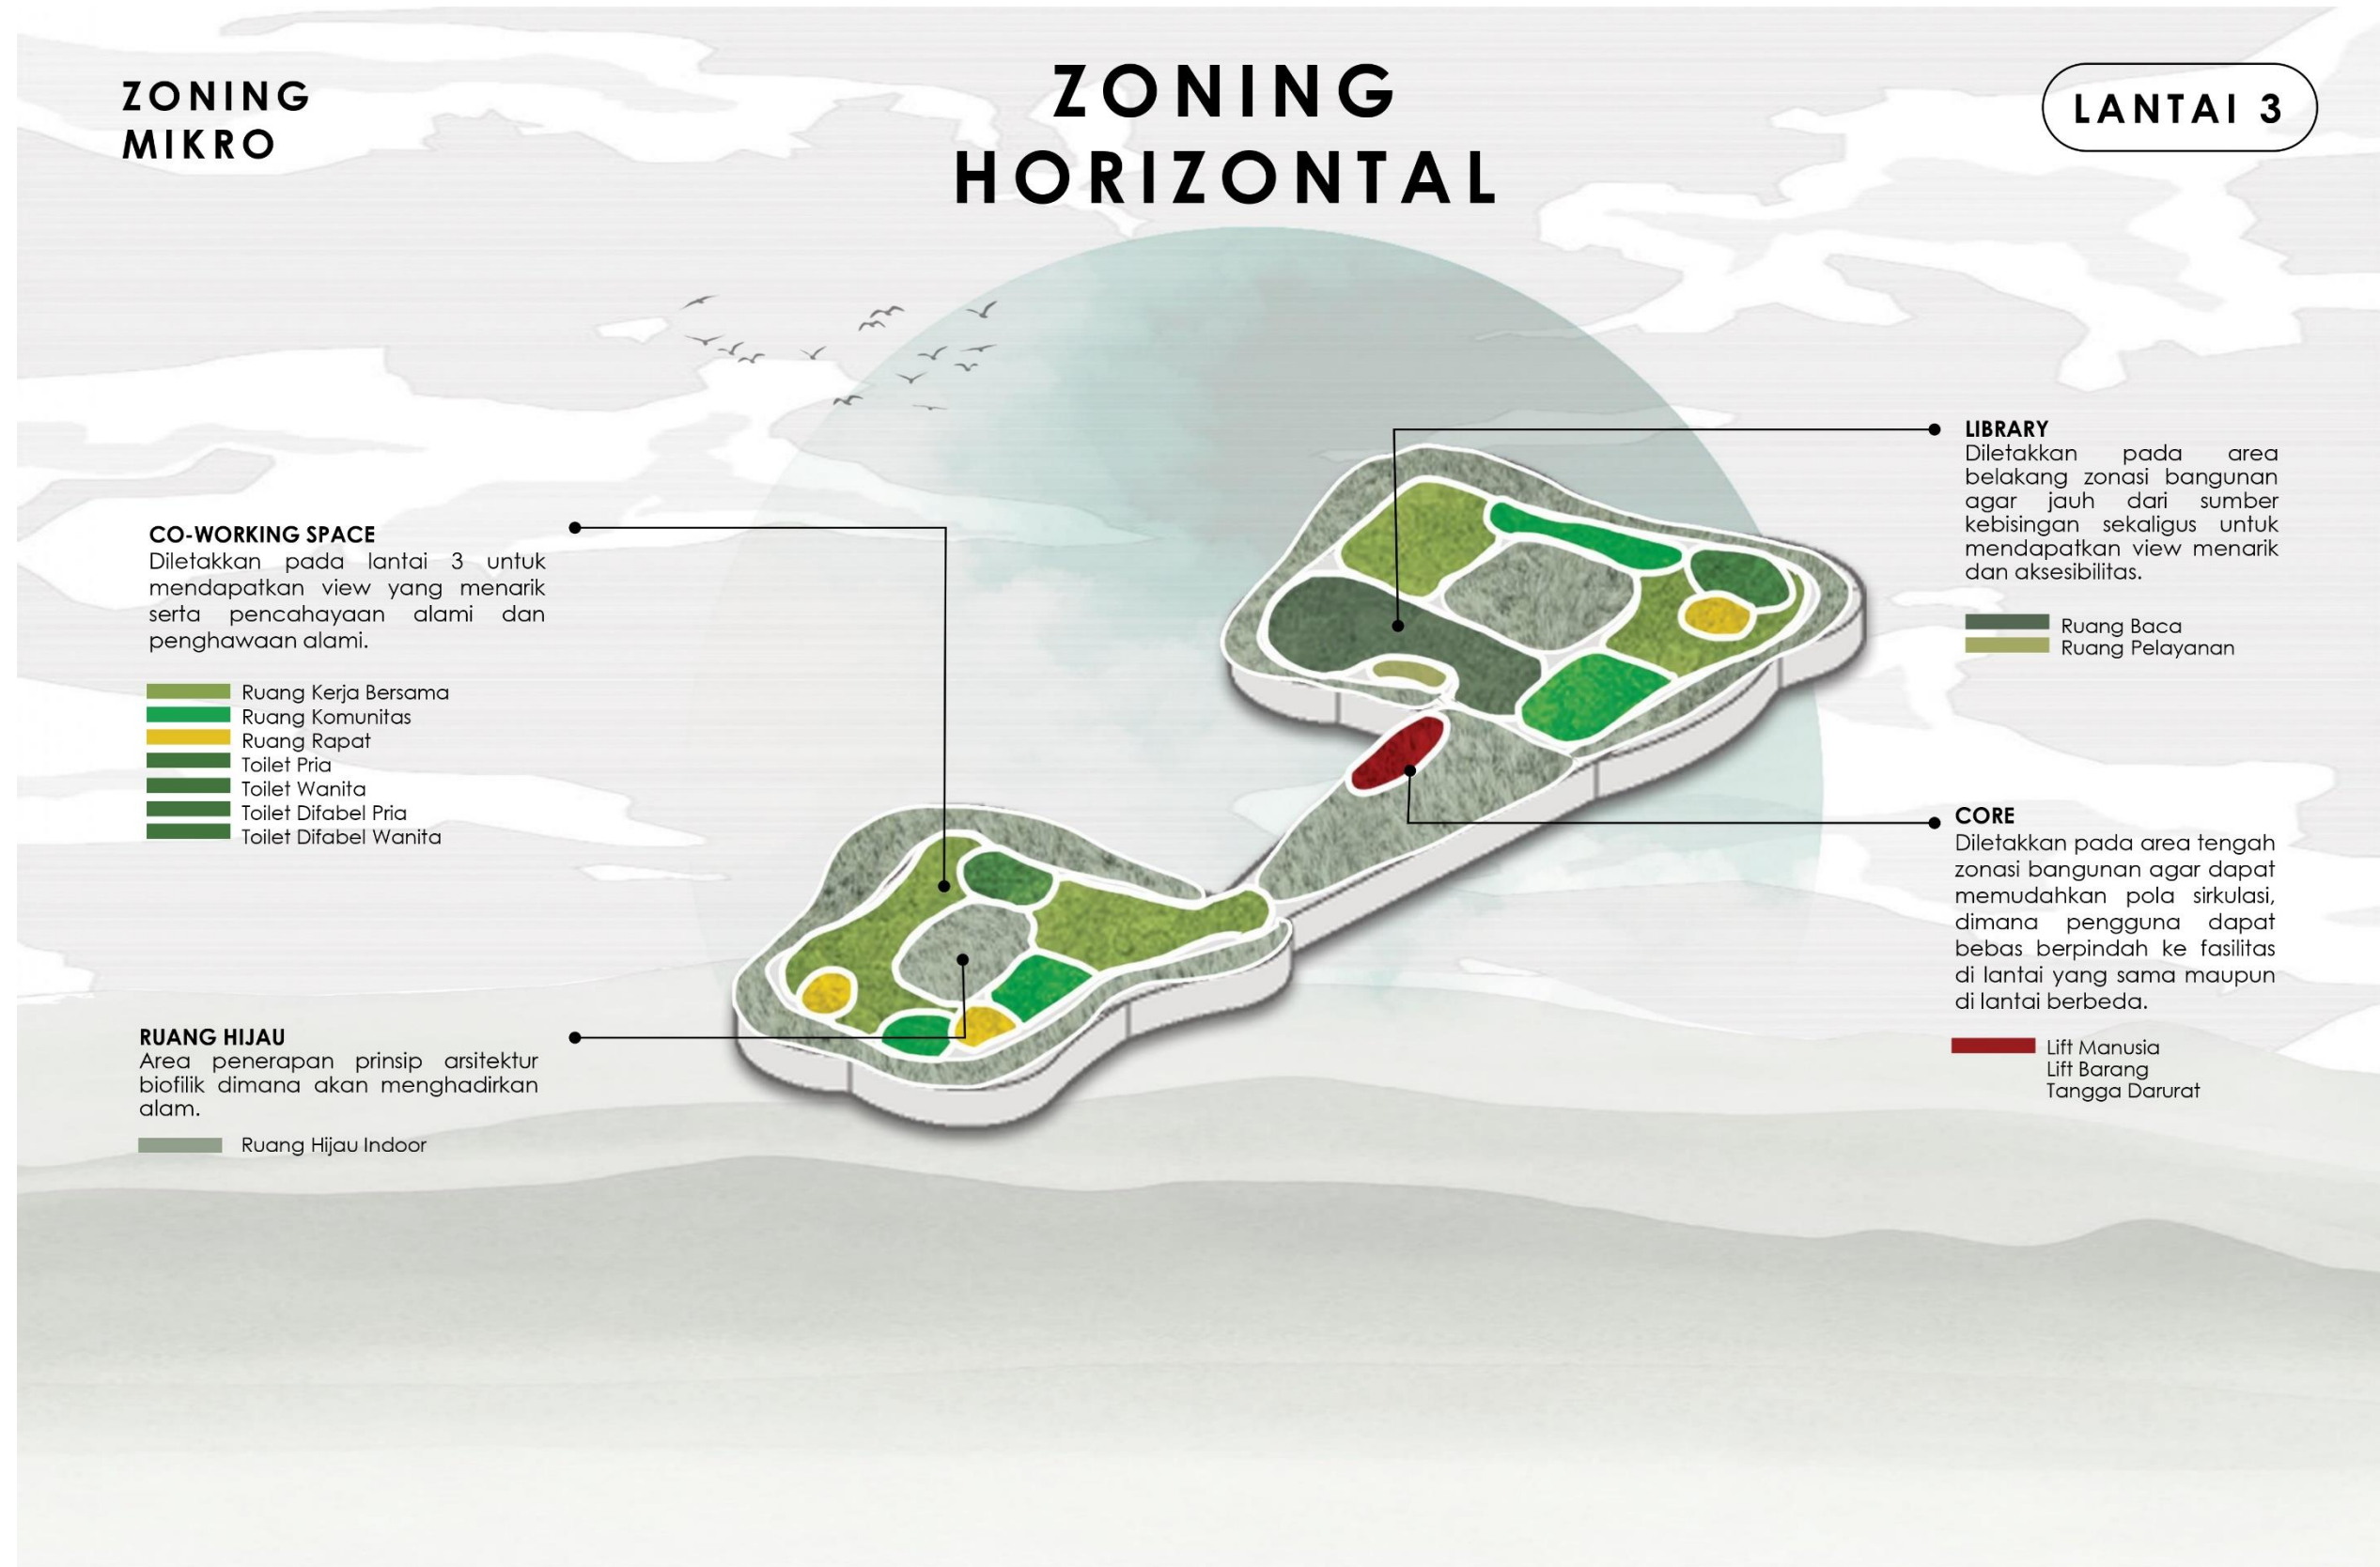 ZONING
MIKRO
ZONING
HORIZONTAL
LANTAI 3
CO-WORKING SPACE
Diletakkan pada lantai 3 untuk
mendapatkan view yang menarik
serta pencahayaan alami dan
penghawaan alami.
Ruang Kerja Bersama
Ruang Komunitas
Ruang Rapat
Toilet Pria
Toilet Wanita
Toilet Difabel Pria
Toilet Difabel Wanita
RUANG HIJAU
Area penerapan prinsip arsitektur
biofilik dimana akan menghadirkan
alam.
Ruang Hijau Indoor
LIBRARY
Diletakkan pada area
belakang zonasi bangunan
agar jauh dari sumber
kebisingan sekaligus untuk
mendapatkan view menarik
dan aksesibilitas.
Ruang Baca
Ruang Pelayanan
CORE
Diletakkan pada area tengah
zonasi bangunan agar dapat
memudahkan pola sirkulasi,
dimana pengguna dapat
bebas berpindah ke fasilitas
di lantai yang sama maupun
di lantai berbeda.
Lift Manusia
Lift Barang
Tangga Darurat